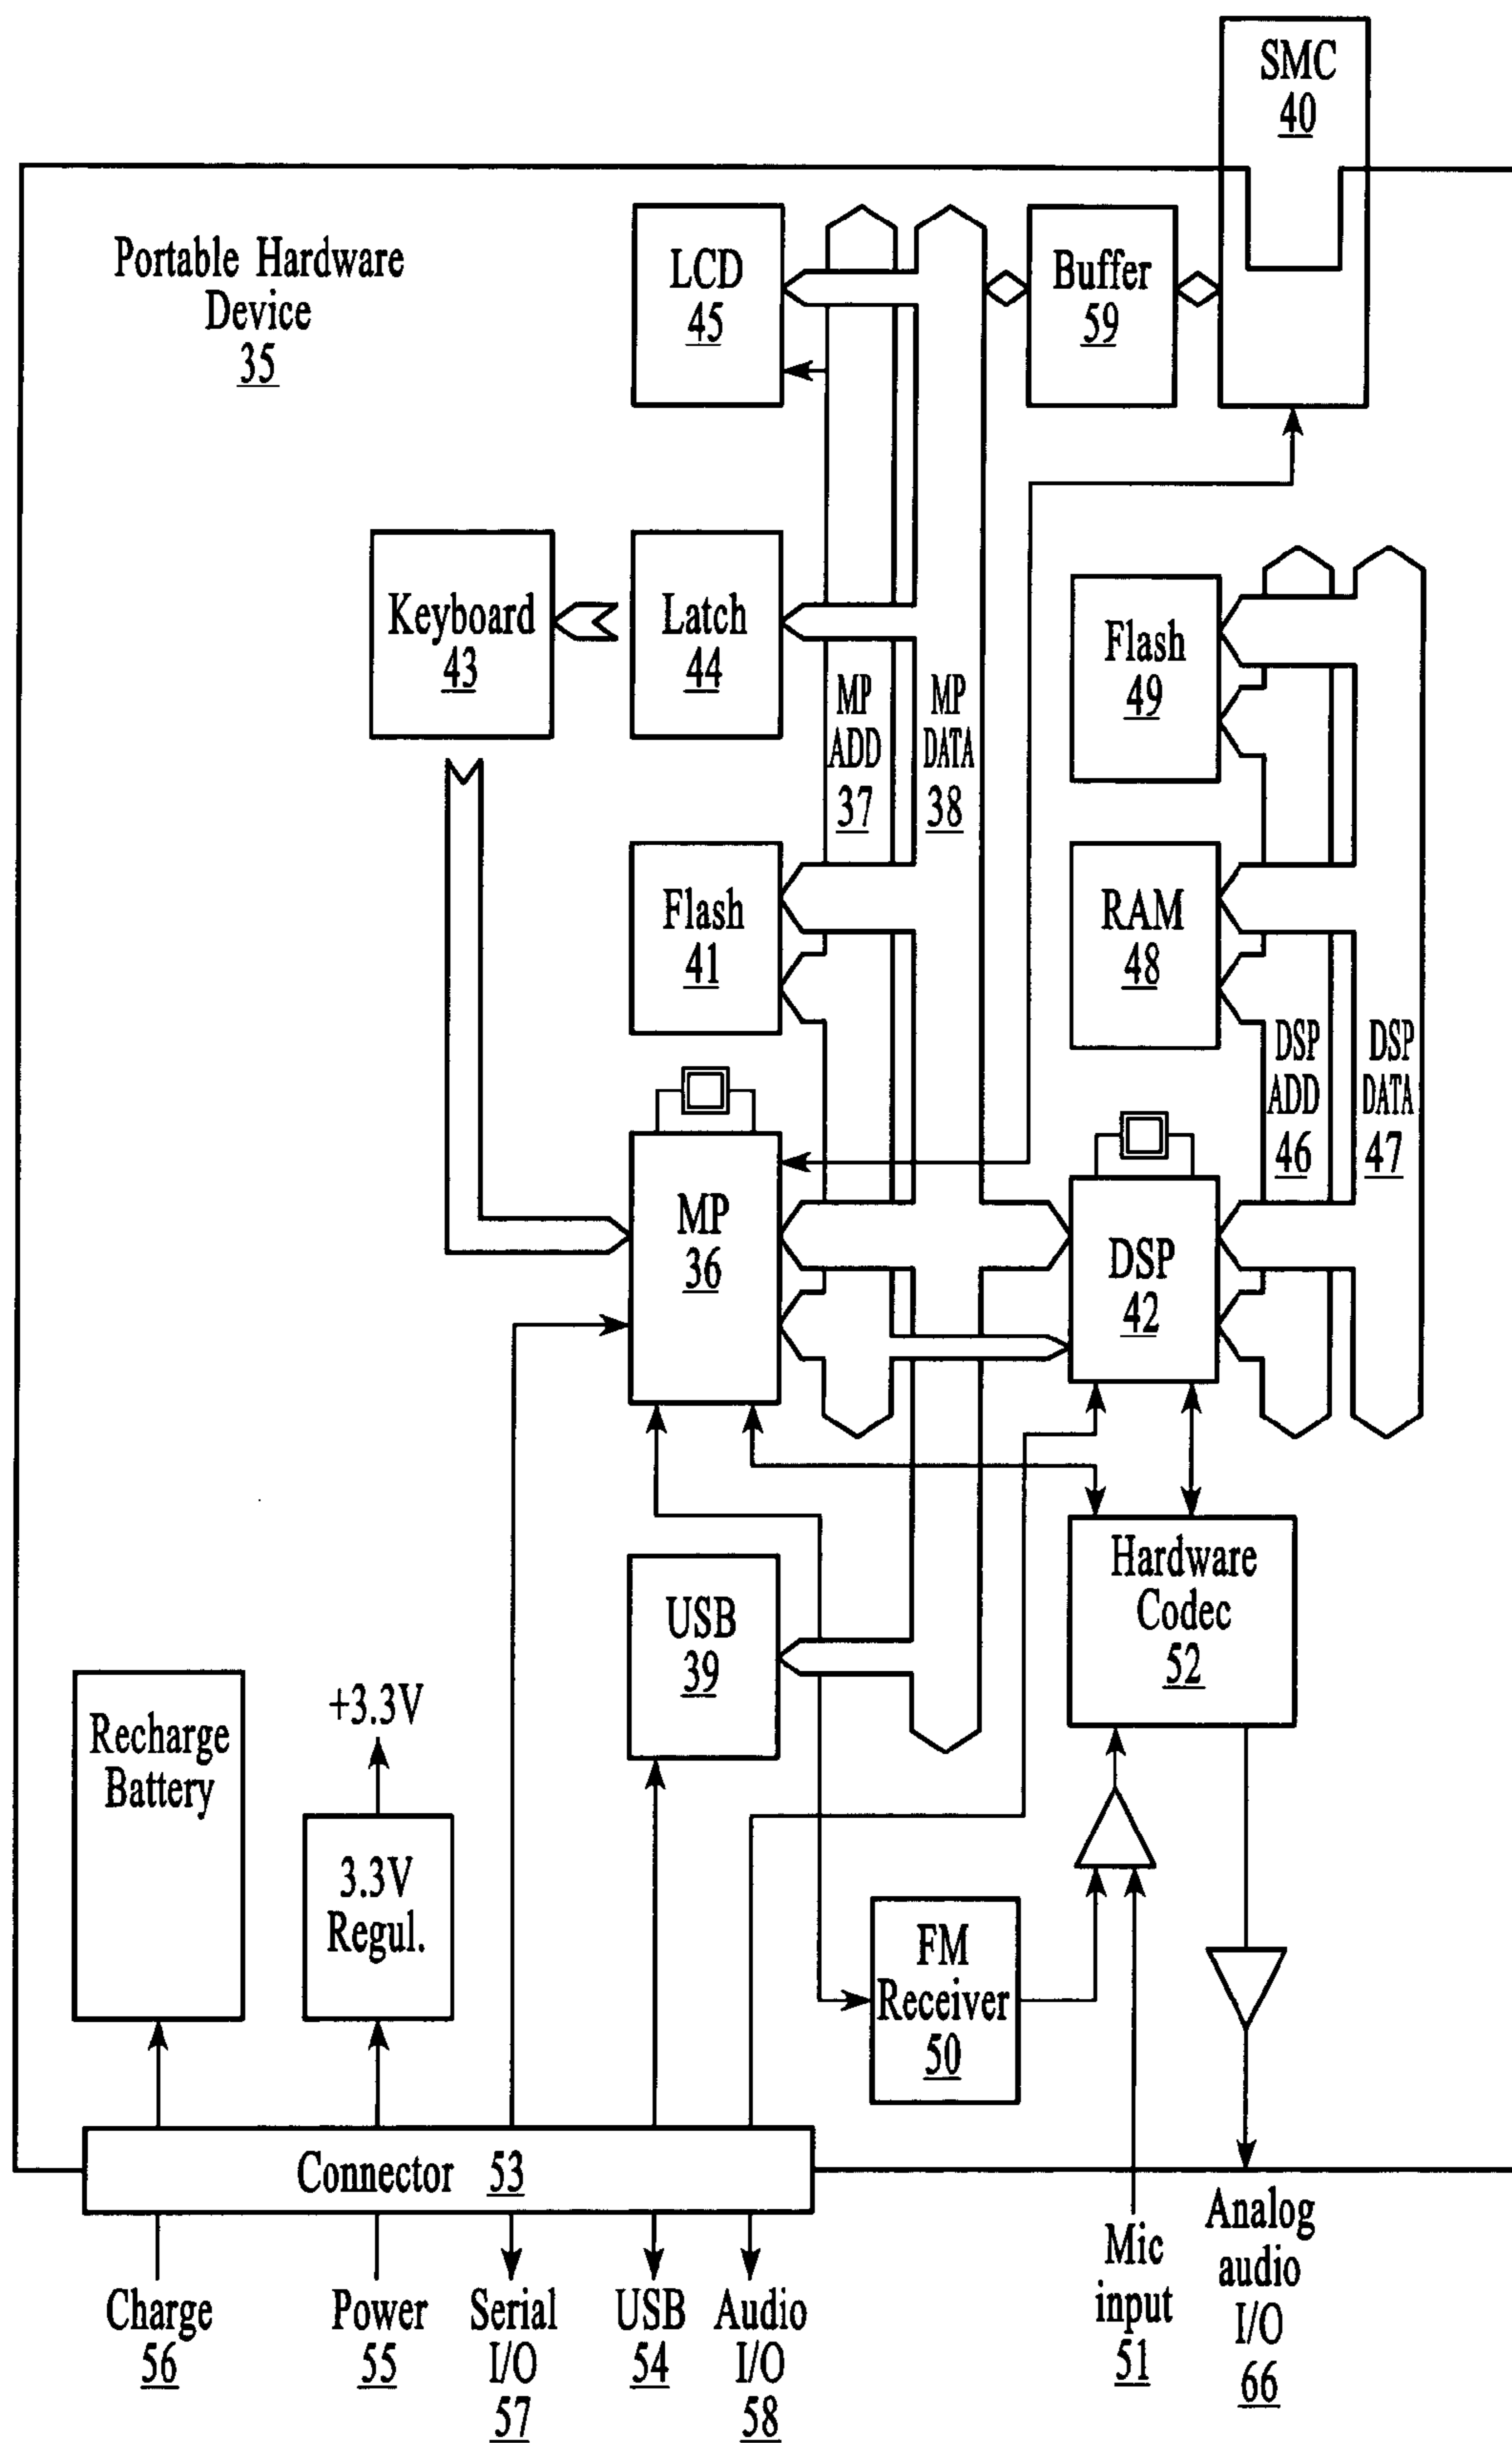 SMC
40
Portable Hardware
Device
35
LCD
45
Buffer
59
Keyboard
43
Latch
44
Flash
49
MP
ADD
37
MP
DATA
38
Flash
41
RAM
48
DSP
ADD
46
DSP
DATA
47
MP
36
DSP
42
Hardware
Codec
52
USB
39
Recharge
Battery
+3.3V
3.3V
Regul.
FM
Receiver
50
Connector 53
Charge
56
Power
55
Serial
I/O
57
USB
54
Audio
I/O
58
Mic
input
51
Analog
audio
I/O
66